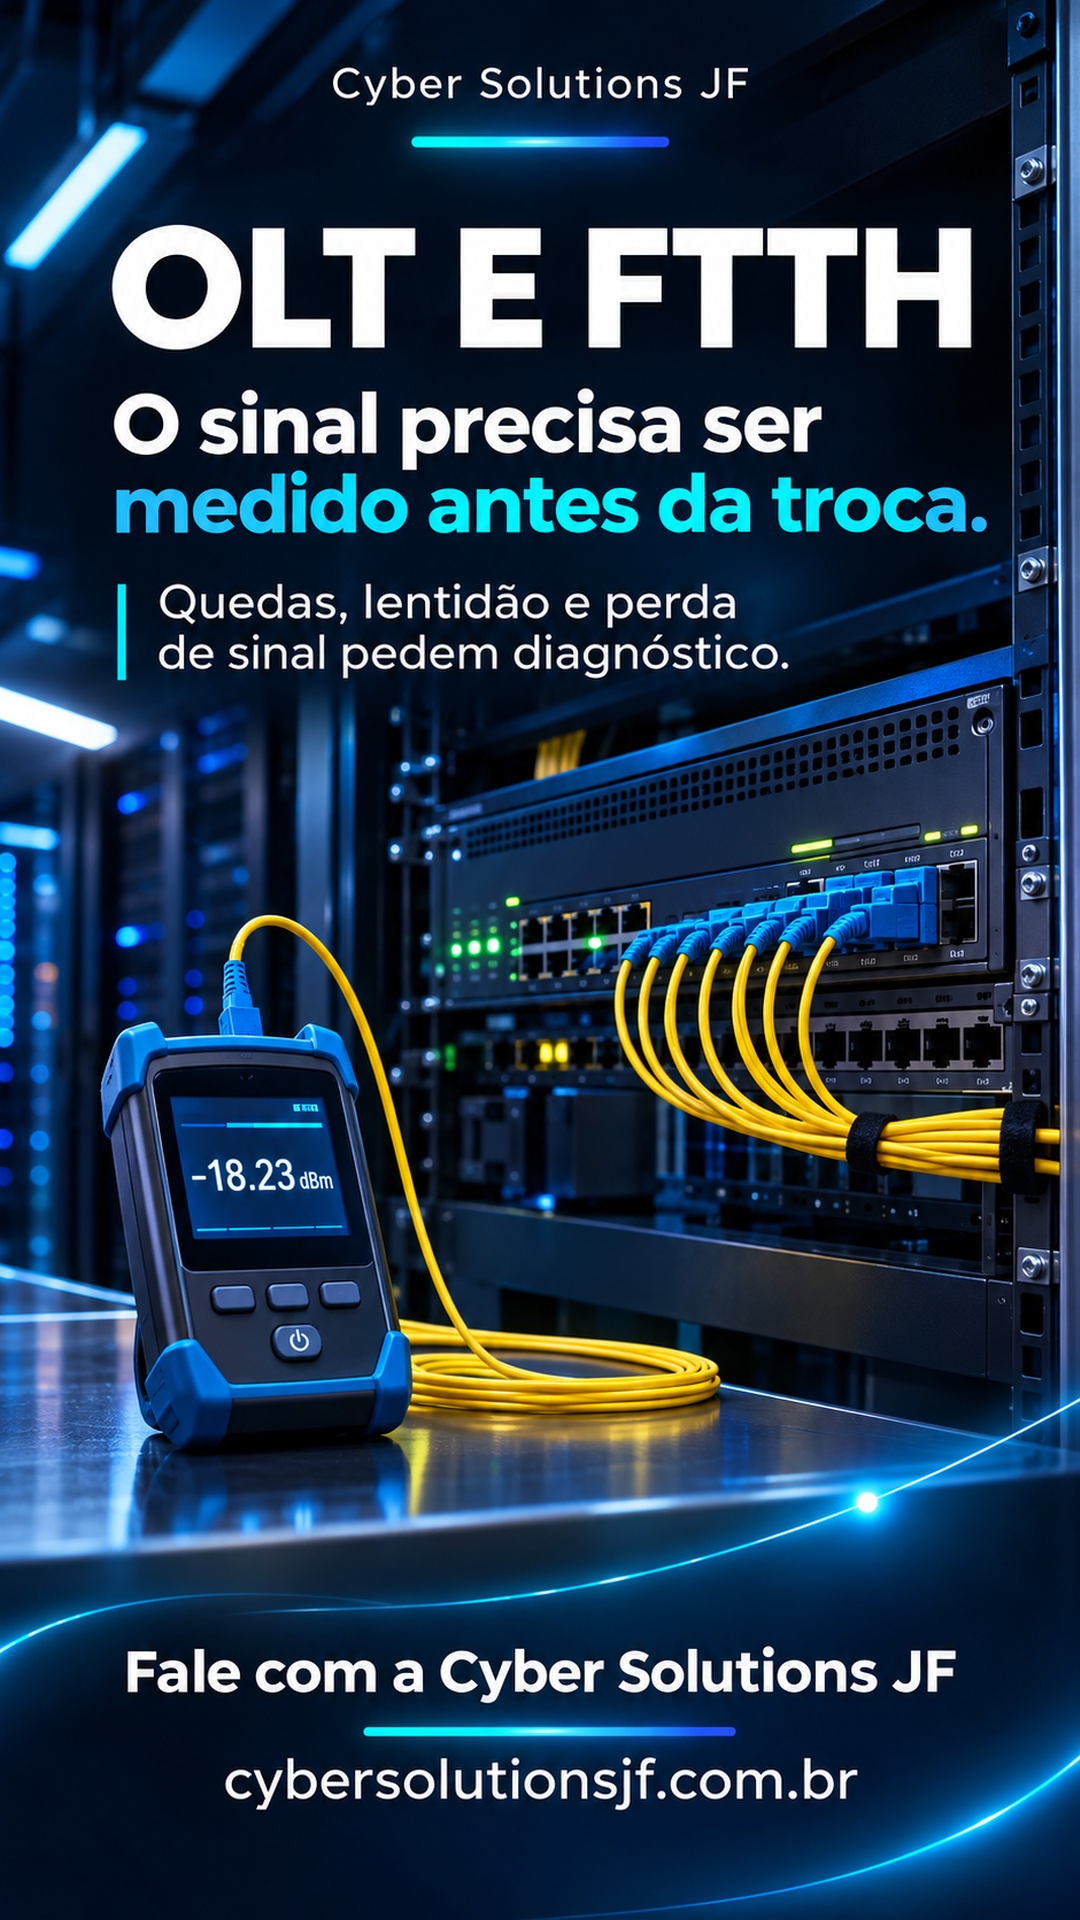 Cyber Solutions JF
OLT E FTTH
O sinal precisa ser
medido antes da troca.
Quedas, lentidão e perda
de sinal pedem diagnóstico.
-18.23 dBm
Fale com a Cyber Solutions JF
cybersolutionsjf.com.br